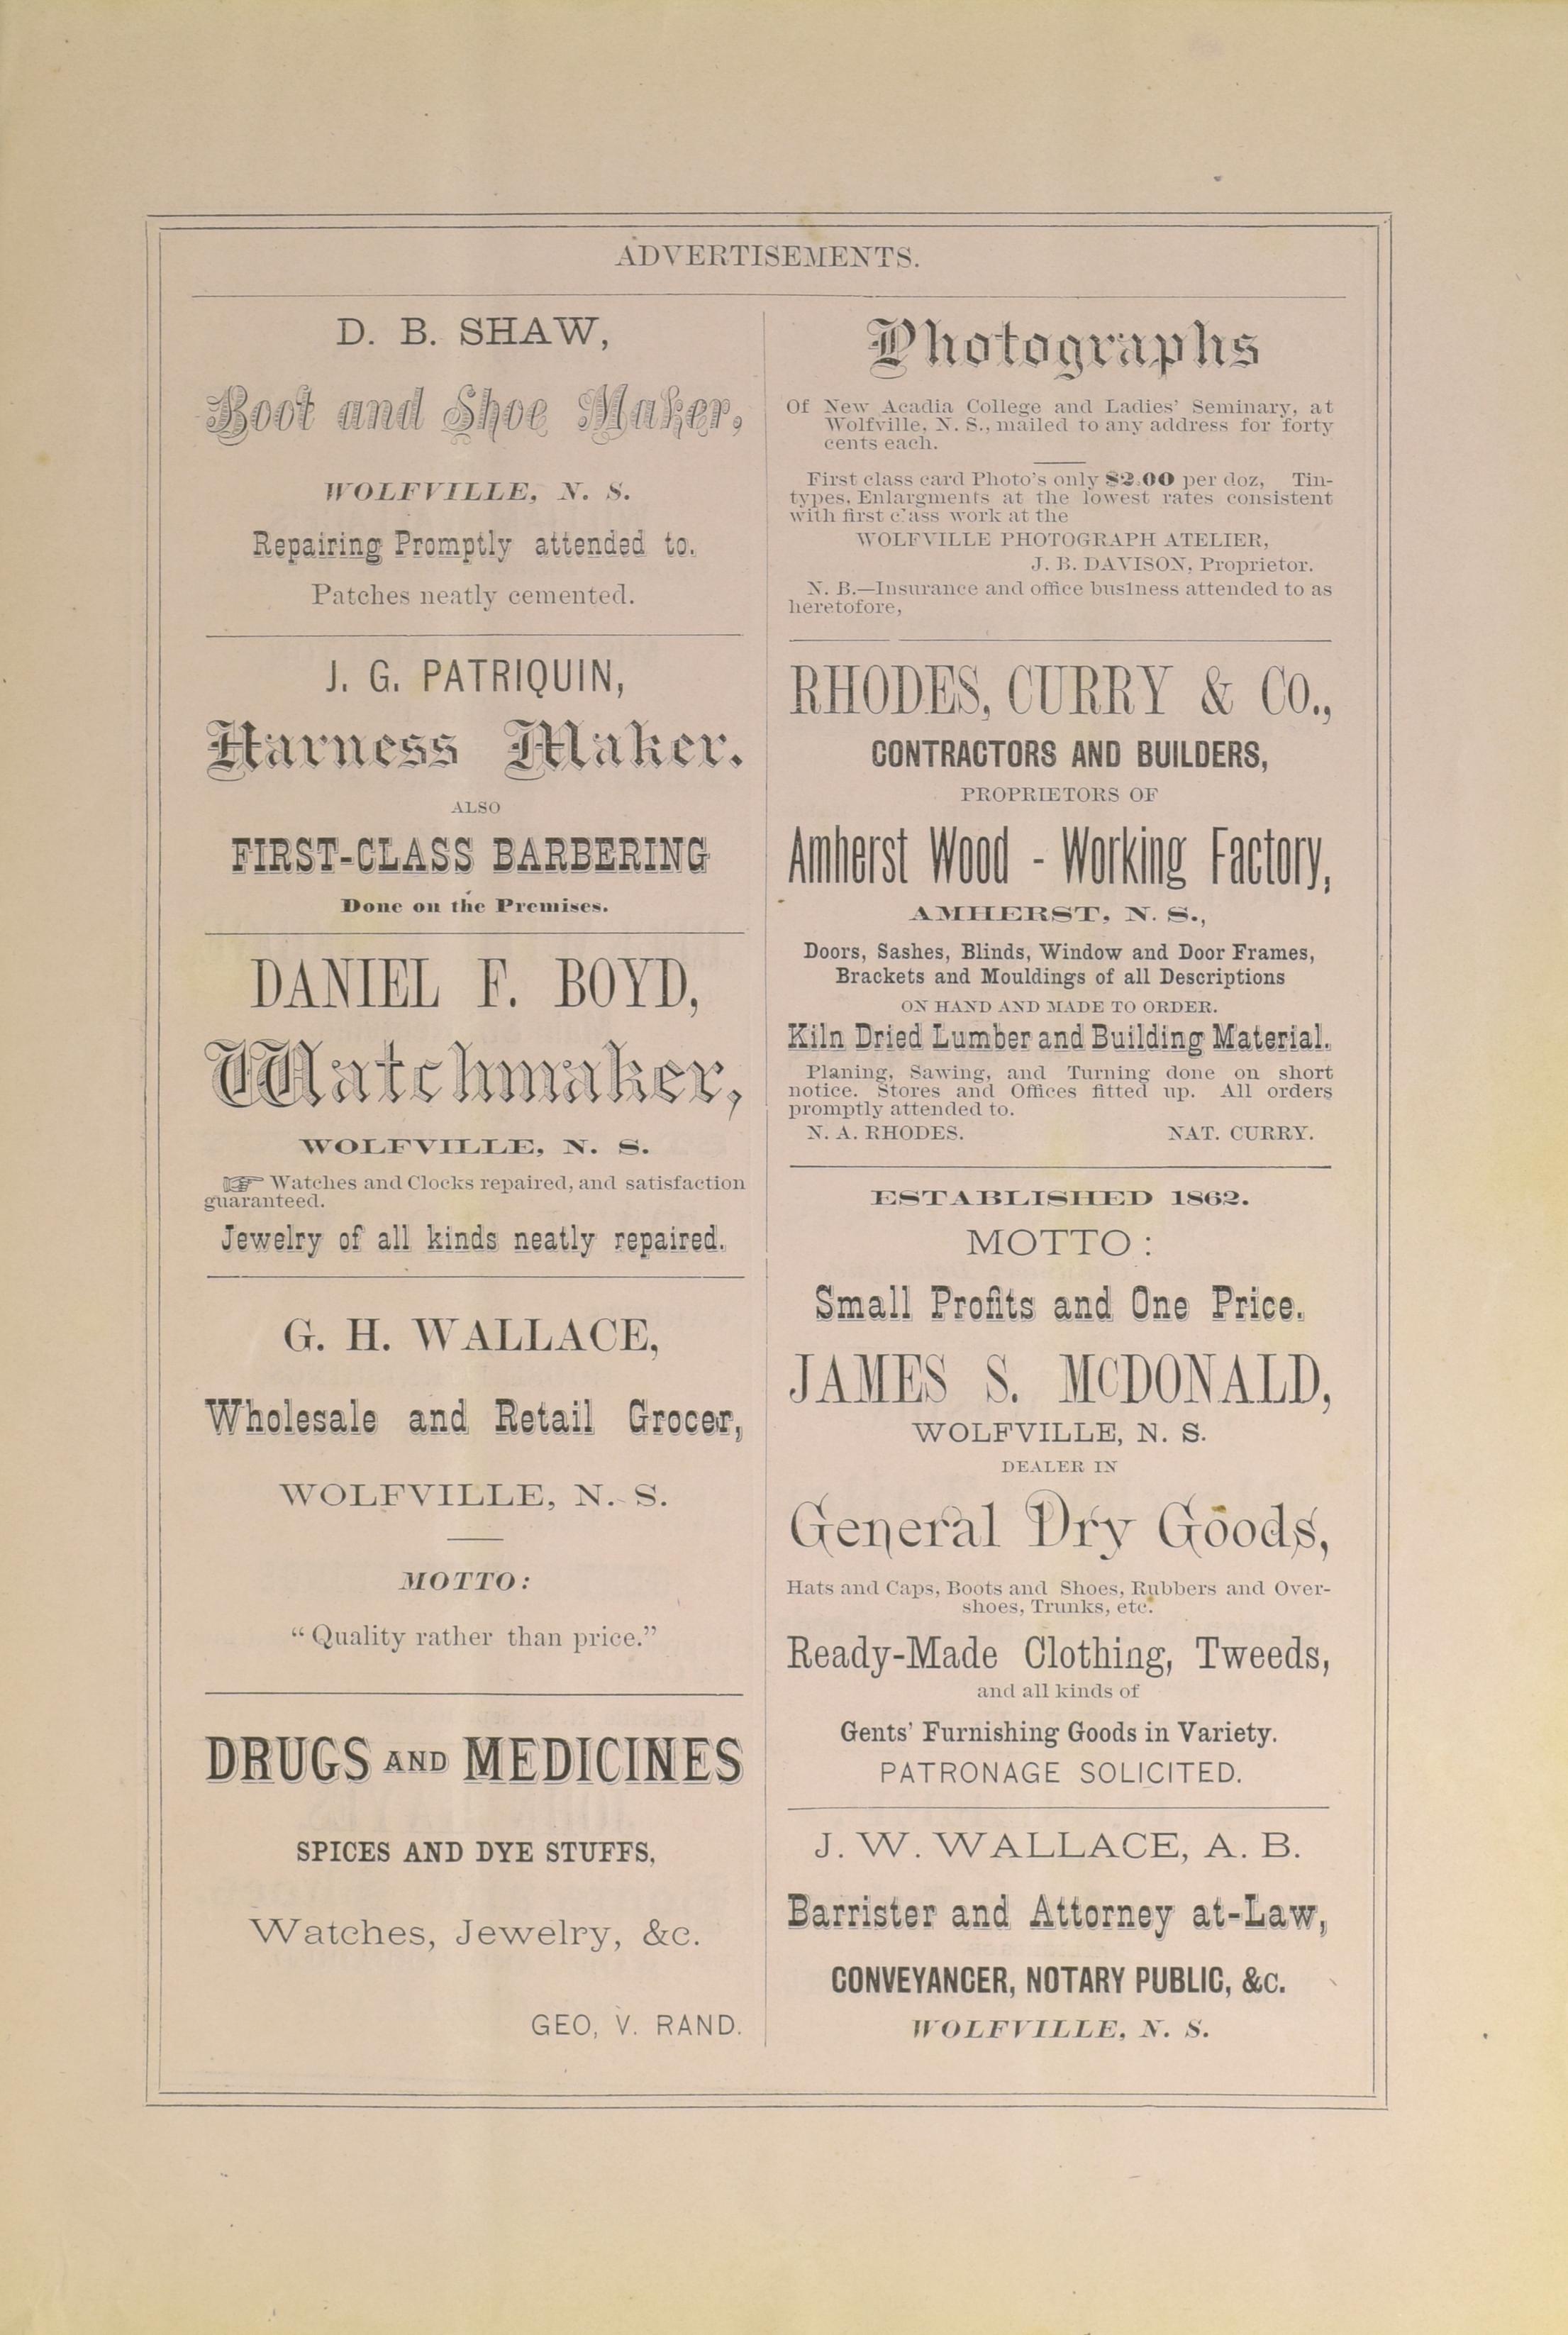 ADVERTISEMENTS.
D. B. SHAW,
Boot and Shoe Maker,
WOLFVILLE, N. S.
Repairing Promptly attended to.
Patches neatly cemented.
J. G. PATRIQUIN,
Harness Maker.
ALSO
FIRST-CLASS BARBERING
Done on the Premises.
DANIEL F. BOYD,
Watchmaker,
WOLFVILLE, N. S.
☞ Watches and Clocks repaired, and satisfaction
guaranteed.
Jewelry of all kinds neatly repaired.
G. H. WALLACE,
Wholesale and Retail Grocer,
WOLFVILLE, N. S.
MOTTO:
"Quality rather than price."
DRUGS AND MEDICINES
SPICES AND DYE STUFFS,
Watches, Jewelry, &c.
GEO, V. RAND.
Photographs
Of New Acadia College and Ladies' Seminary, at
Wolfville, N. S., mailed to any address for forty
cents each.
First class card Photo's only $2.00 per doz, Tin-
types, Enlargments at the lowest rates consistent
with first class work at the
WOLFVILLE PHOTOGRAPH ATELIER,
J. B. DAVISON, Proprietor.
N. B.—Insurance and office bus1ness attended to as
heretofore,
RHODES, CURRY & Co.,
CONTRACTORS AND BUILDERS,
PROPRIETORS OF
Amherst Wood - Working Factory,
AMHERST, N. S.,
Doors, Sashes, Blinds, Window and Door Frames,
Brackets and Mouldings of all Descriptions
ON HAND AND MADE TO ORDER.
Kiln Dried Lumber and Building Material.
Planing, Sawing, and Turning done on short
notice. Stores and Offices fitted up. All orders
promptly attended to.
N. A. RHODES. NAT. CURRY.
ESTABLISHED 1862.
MOTTO:
Small Profits and One Price.
JAMES S. McDONALD,
WOLFVILLE, N. S.
DEALER IN
General Dry Goods,
Hats and Caps, Boots and Shoes, Rubbers and Over-
shoes, Trunks, etc.
Ready-Made Clothing, Tweeds,
and all kinds of
Gents' Furnishing Goods in Variety.
PATRONAGE SOLICITED.
J. W. WALLACE, A. B.
Barrister and Attorney at-Law,
CONVEYANCER, NOTARY PUBLIC, &c.
WOLFVILLE, N. S.